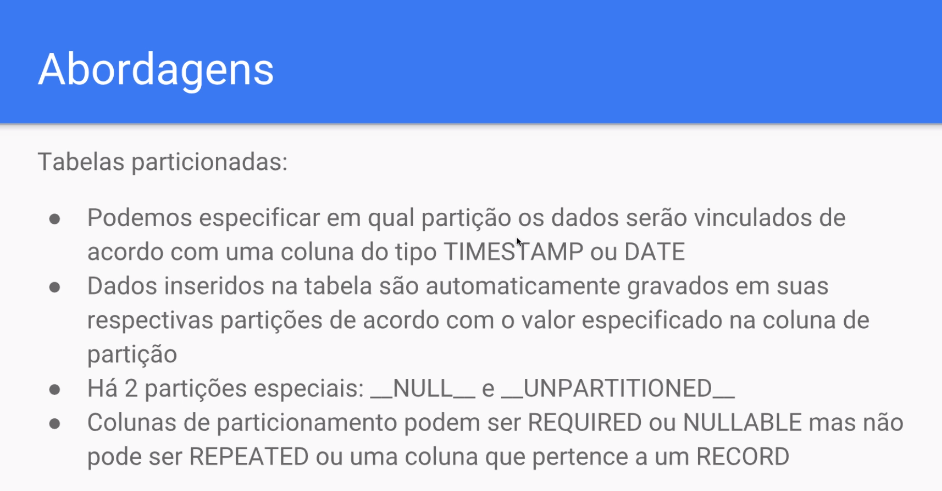 Abordagens
Tabelas particionadas:
● Podemos especificar em qual partição os dados serão vinculados de
acordo com uma coluna do tipo TIMESTAMP ou DATE
● Dados inseridos na tabela são automaticamente gravados em suas
respectivas partições de acordo com o valor especificado na coluna de
partição
● Há 2 partições especiais: __NULL__ e __UNPARTITIONED__
● Colunas de particionamento podem ser REQUIRED ou NULLABLE mas não
pode ser REPEATED ou uma coluna que pertence a um RECORD